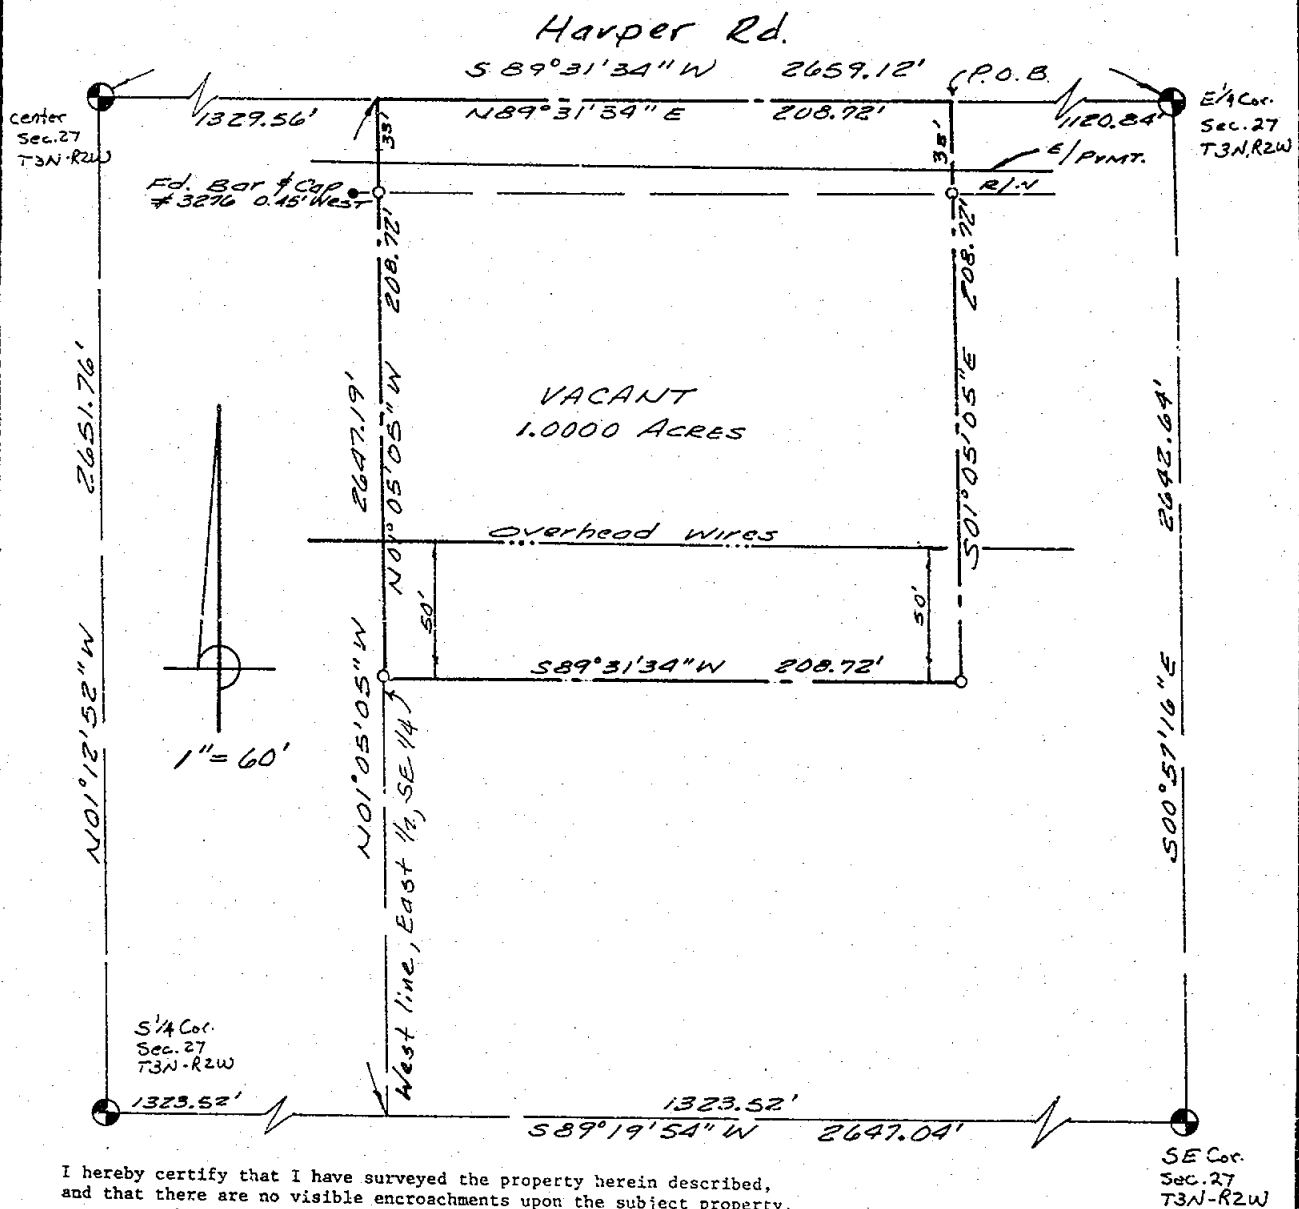 Harper Rd.
S 89°31'34" W 2659.12'
P.O.B.
1329.56'
N89°31'34" E 208.72'
1120.84'
center
Sec. 27
T3N-R2W
E 1/4 Cor.
Sec. 27
T3N, R2W
33'
E/PVMT.
R/W
Fd. Bar & Cap
#3276 0.45' West
208.72'
208.72'
2651.76'
2647.19'
N01°05'05" W
VACANT
1.0000 ACRES
S01°05'05" E
2642.64'
Overhead Wires
50'
50'
S89°31'34" W 208.72'
N01°12'52" W
N01°05'05" W
S00°57'16" E
1" = 60'
West line, East 1/2, SE 1/4
S 1/4 Cor.
Sec. 27
T3N-R2W
1323.52'
1323.52'
S89°19'54" W 2647.04'
SE Cor.
Sec. 27
T3N-R2W
I hereby certify that I have surveyed the property herein described,
and that there are no visible encroachments upon the subject property.